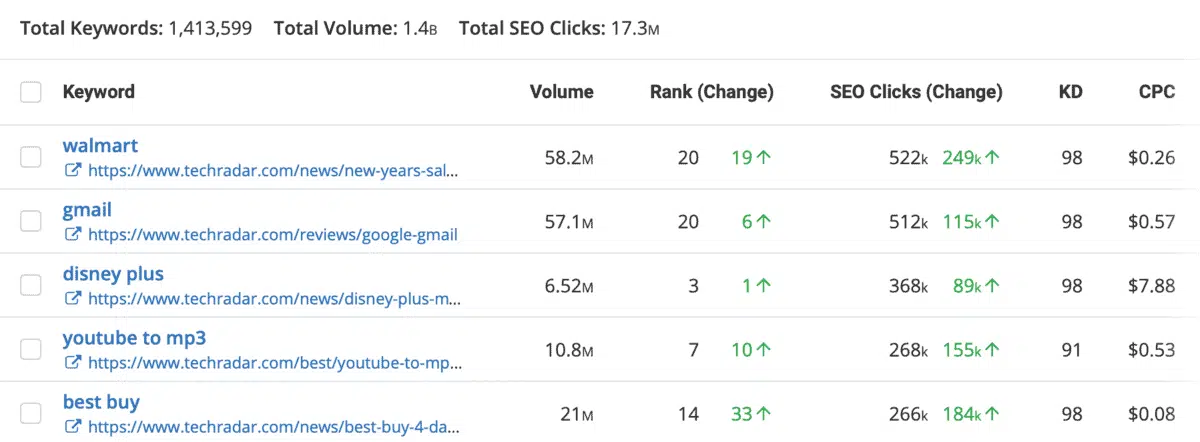 Total Keywords: 1,413,599 Total Volume: 1.4B Total SEO Clicks: 17.3M
Keyword Volume Rank (Change) SEO Clicks (Change) KD CPC
walmart
https://www.techradar.com/news/new-years-sal... 58.2M 20 19↑ 522k 249k↑ 98 $0.26
gmail
https://www.techradar.com/reviews/google-gmail 57.1M 20 6↑ 512k 115k↑ 98 $0.57
disney plus
https://www.techradar.com/news/disney-plus-m... 6.52M 3 1↑ 368k 89k↑ 98 $7.88
youtube to mp3
https://www.techradar.com/best/youtube-to-mp... 10.8M 7 10↑ 268k 155k↑ 91 $0.53
best buy
https://www.techradar.com/news/best-buy-4-da... 21M 14 33↑ 266k 184k↑ 98 $0.08